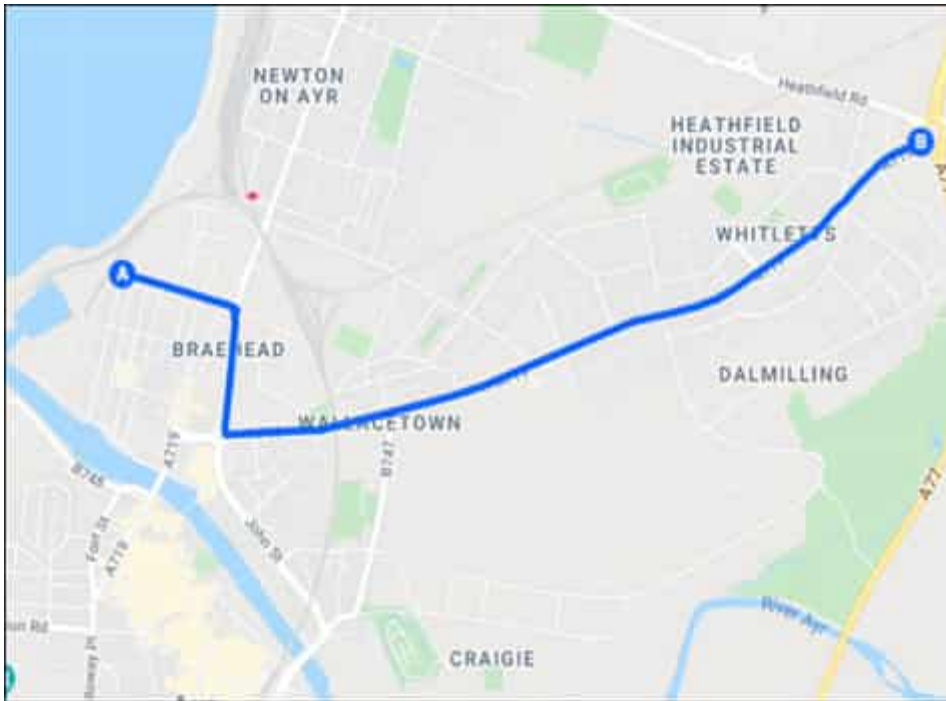 NEWTON
ON AYR
Heathfield Rd
HEATHFIELD
INDUSTRIAL
ESTATE
B
WHITLETTS
A
BRAEHEAD
DALMILLING
WALLACETOWN
A719
B747
B745
A77
John St
Fort St
A719
River Ayr
Rd
CRAIGIE